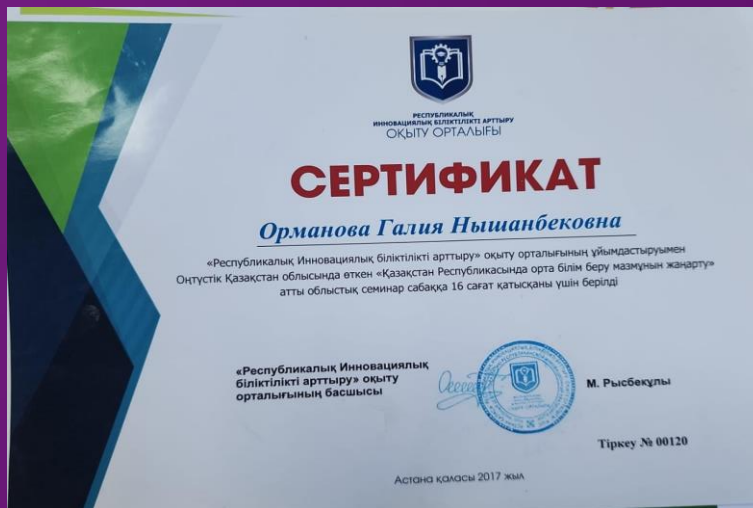 РЕСПУБЛИКАЛЫҚ
ИННОВАЦИЯЛЫҚ БІЛІКТІЛІКТІ АРТТЫРУ
ОҚЫТУ ОРТАЛЫҒЫ
СЕРТИФИКАТ
Орманова Галия Нышанбековна
«Республикалық Инновациялық біліктілікті арттыру» оқыту орталығының ұйымдастыруымен
Оңтүстік Қазақстан облысында өткен «Қазақстан Республикасында орта білім беру мазмұнын жаңарту»
атты облыстық семинар сабаққа 16 сағат қатысқаны үшін берілді
«Республикалық Инновациялық
біліктілікті арттыру» оқыту
орталығының басшысы
М. Рысбекұлы
Тіркеу № 00120
Астана қаласы 2017 жыл